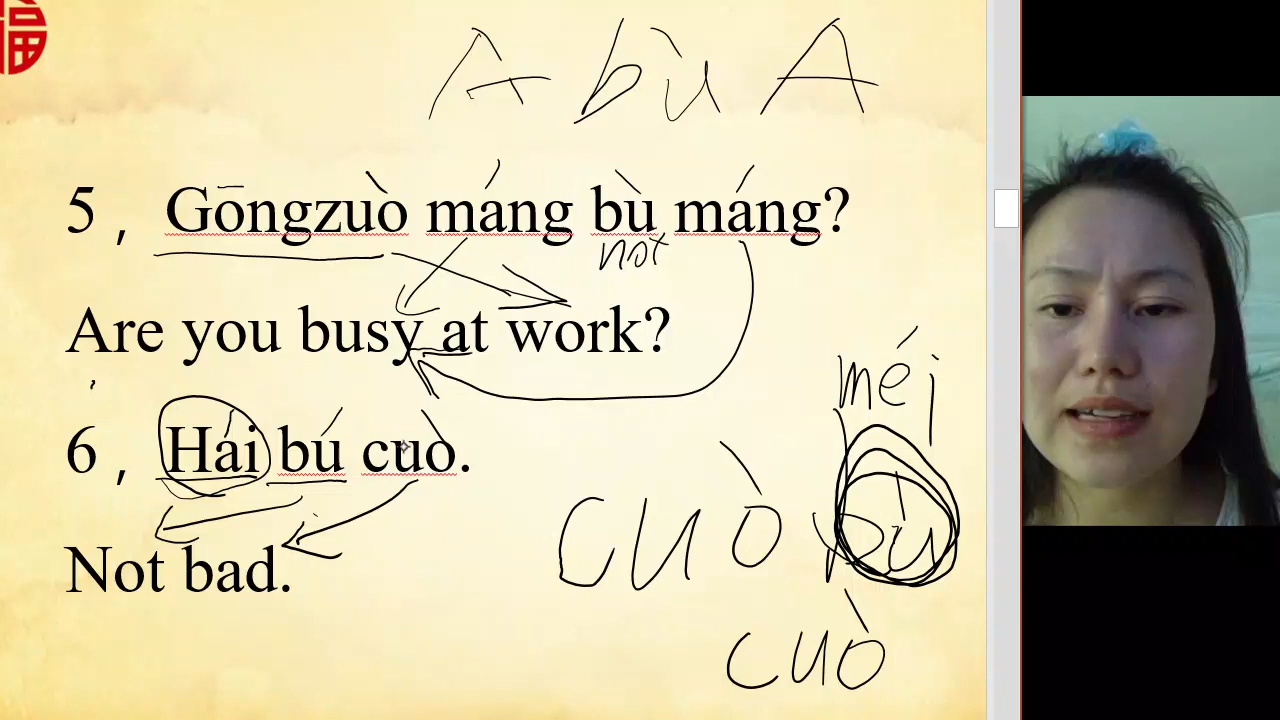 福
A bù A
5， Gōngzuò máng bù máng?
not
Are you busy at work?
méi
6， Hái bú cuò.
cuò bù
Not bad.
cuò